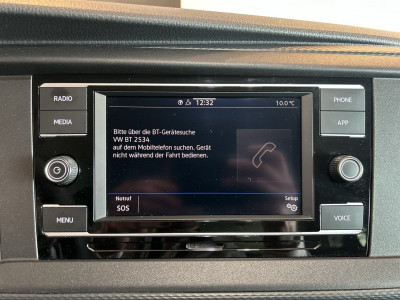 12:32 10.0°C
RADIO
MEDIA
MENU
Bitte über die BT-Gerätesuche
VW BT 2534
auf dem Mobiltelefon suchen. Gerät
nicht während der Fahrt bedienen.
Notruf
SOS
Setup
PHONE
APP
VOICE